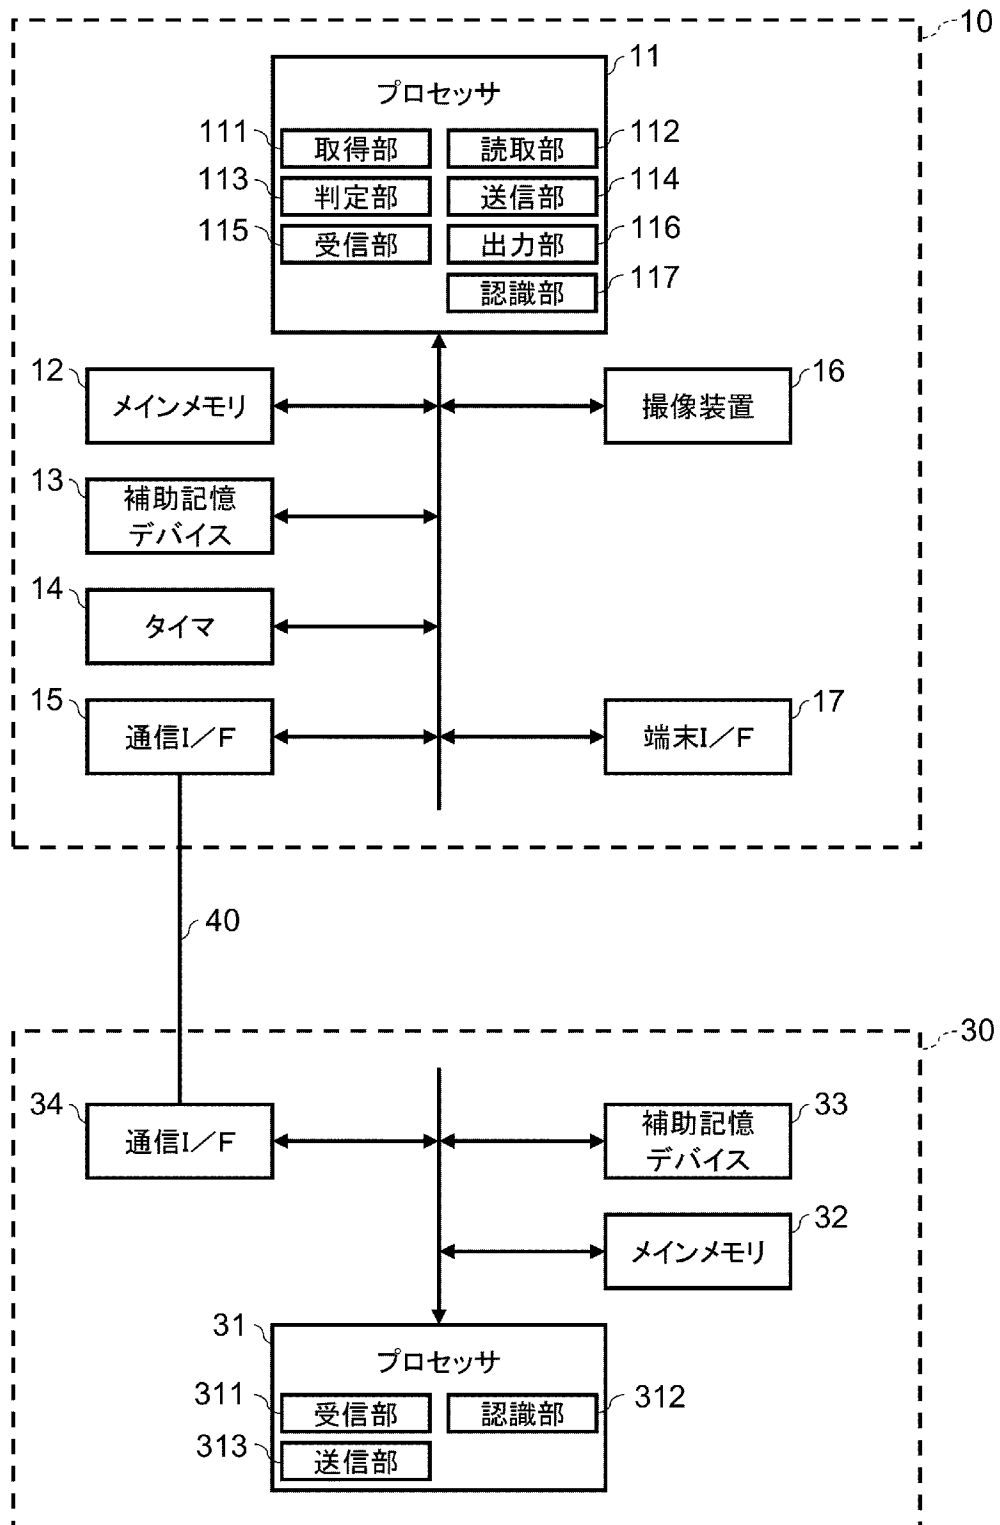 10
11
プロセッサ
111 取得部 読取部 112
113 判定部 送信部 114
115 受信部 出力部 116
認識部 117
12 メインメモリ
撮像装置 16
13 補助記憶
デバイス
14 タイマ
15 通信I／F
端末I／F 17
40
30
34 通信I／F
補助記憶 33
デバイス
メインメモリ 32
31
プロセッサ
311 受信部 認識部 312
313 送信部